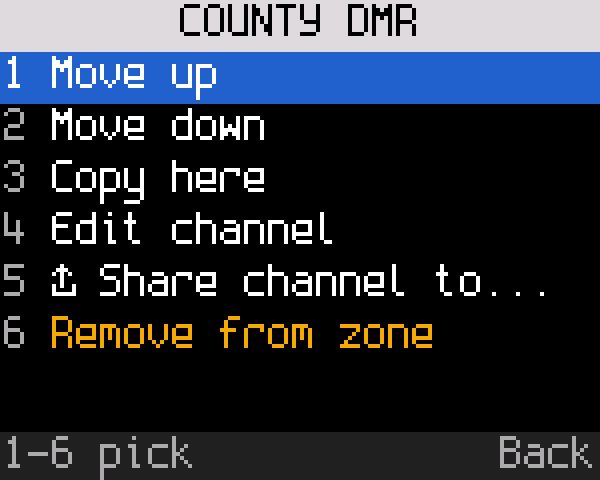 COUNTY DMR
1 Move up
2 Move down
3 Copy here
4 Edit channel
5 Share channel to...
6 Remove from zone
1-6 pick Back